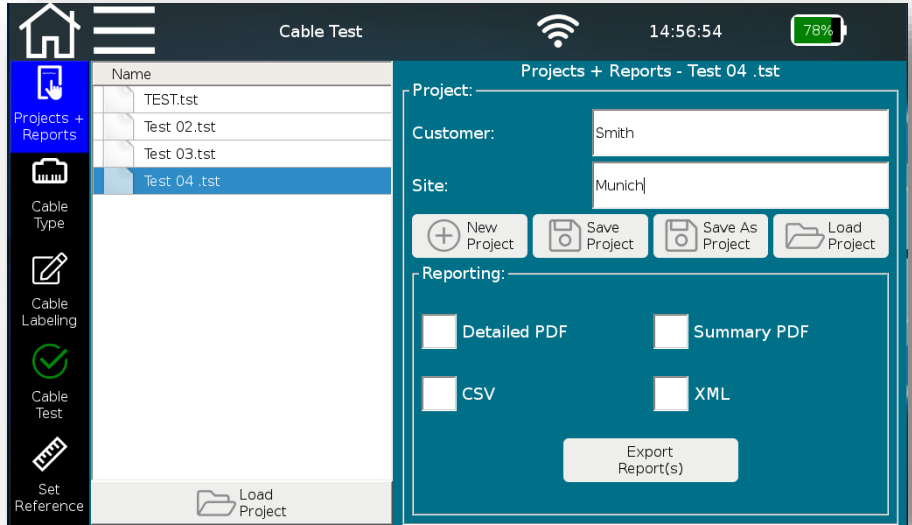 Cable Test
14:56:54
78%
Projects +
Reports
Cable
Type
Cable
Labeling
Cable
Test
Set
Reference
Name
TEST.tst
Test 02.tst
Test 03.tst
Test 04 .tst
Load
Project
Projects + Reports - Test 04 .tst
Project:
Customer:
Smith
Site:
Munich
New
Project
Save
Project
Save As
Project
Load
Project
Reporting:
Detailed PDF
Summary PDF
CSV
XML
Export
Report(s)